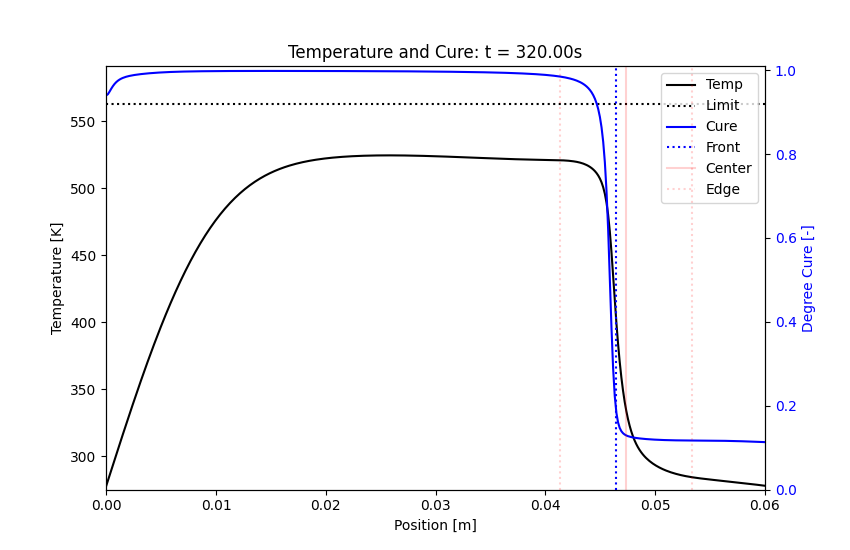 Temperature and Cure: t = 320.00s
Temp
Limit
Cure
Front
Center
Edge
550
500
450
400
350
300
Temperature [K]
1.0
0.8
0.6
0.4
0.2
0.0
Degree Cure [-]
0.00 0.01 0.02 0.03 0.04 0.05 0.06
Position [m]